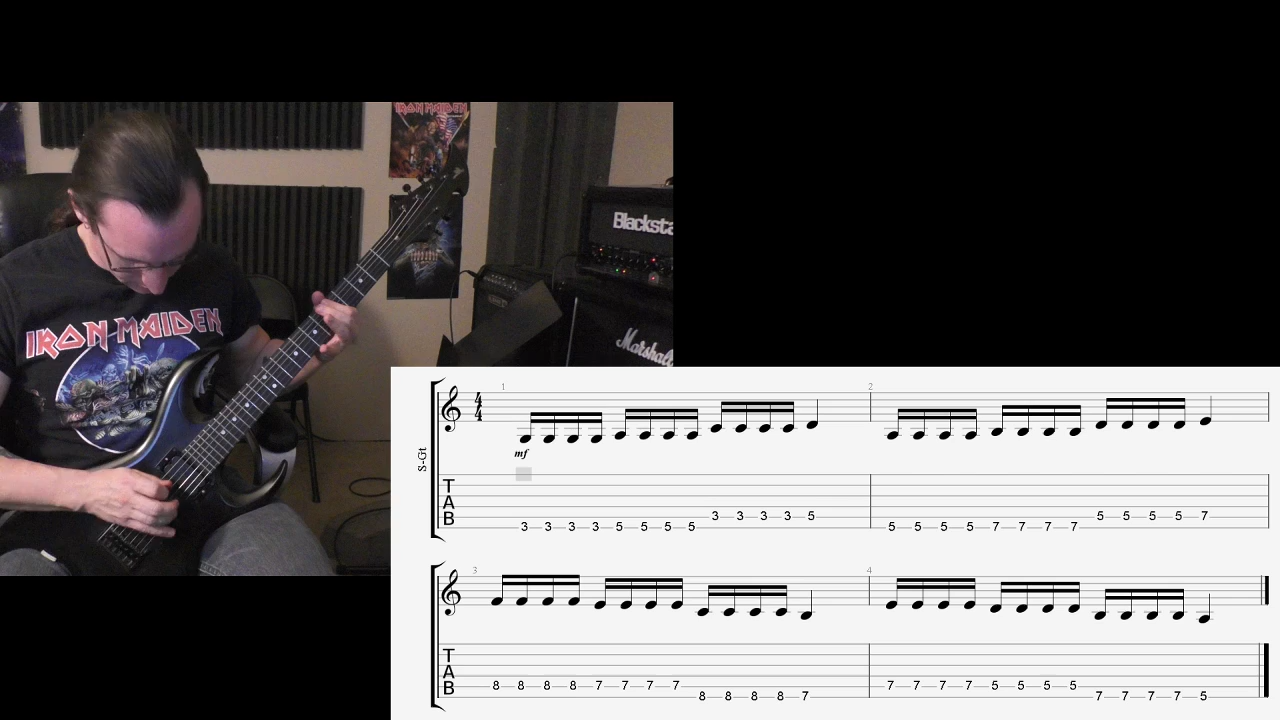 IRON MAIDEN
Blacksta
IRON MAIDEN
Marshall
1 2
4
4
S-Gt
mf
T
A
B
3 3 3 3 5 5 5 5 3 3 3 3 5 5 5 5 5 7 7 7 7 5 5 5 5 7
3 4
T
A
B
8 8 8 8 7 7 7 7 8 8 8 8 7 7 7 7 7 5 5 5 5 7 7 7 7 5